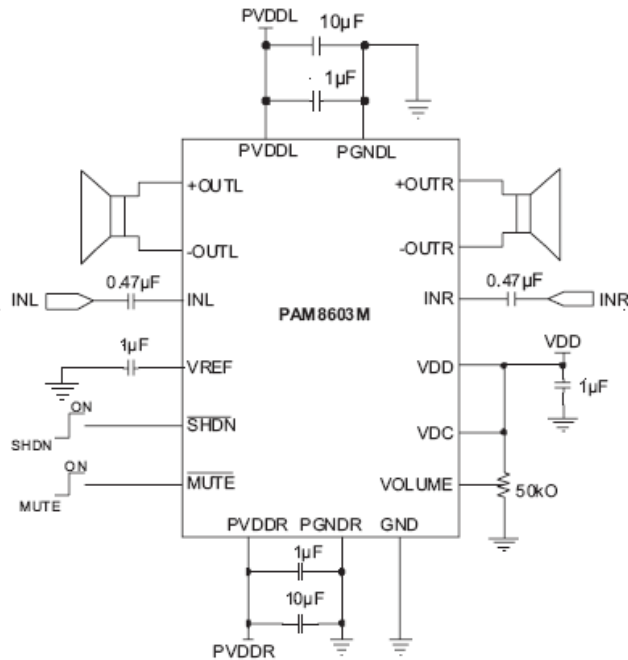 PVDDL
10µF
1µF
PVDDL PGNDL
+OUTL +OUTR
-OUTL -OUTR
0.47µF 0.47µF
INL INL INR INR
PAM8603M
1µF VDD
VREF VDD 1µF
ON
SHDN SHDN VDC
ON
MUTE MUTE VOLUME 50kO
PVDDR PGNDR GND
1µF
10µF
PVDDR